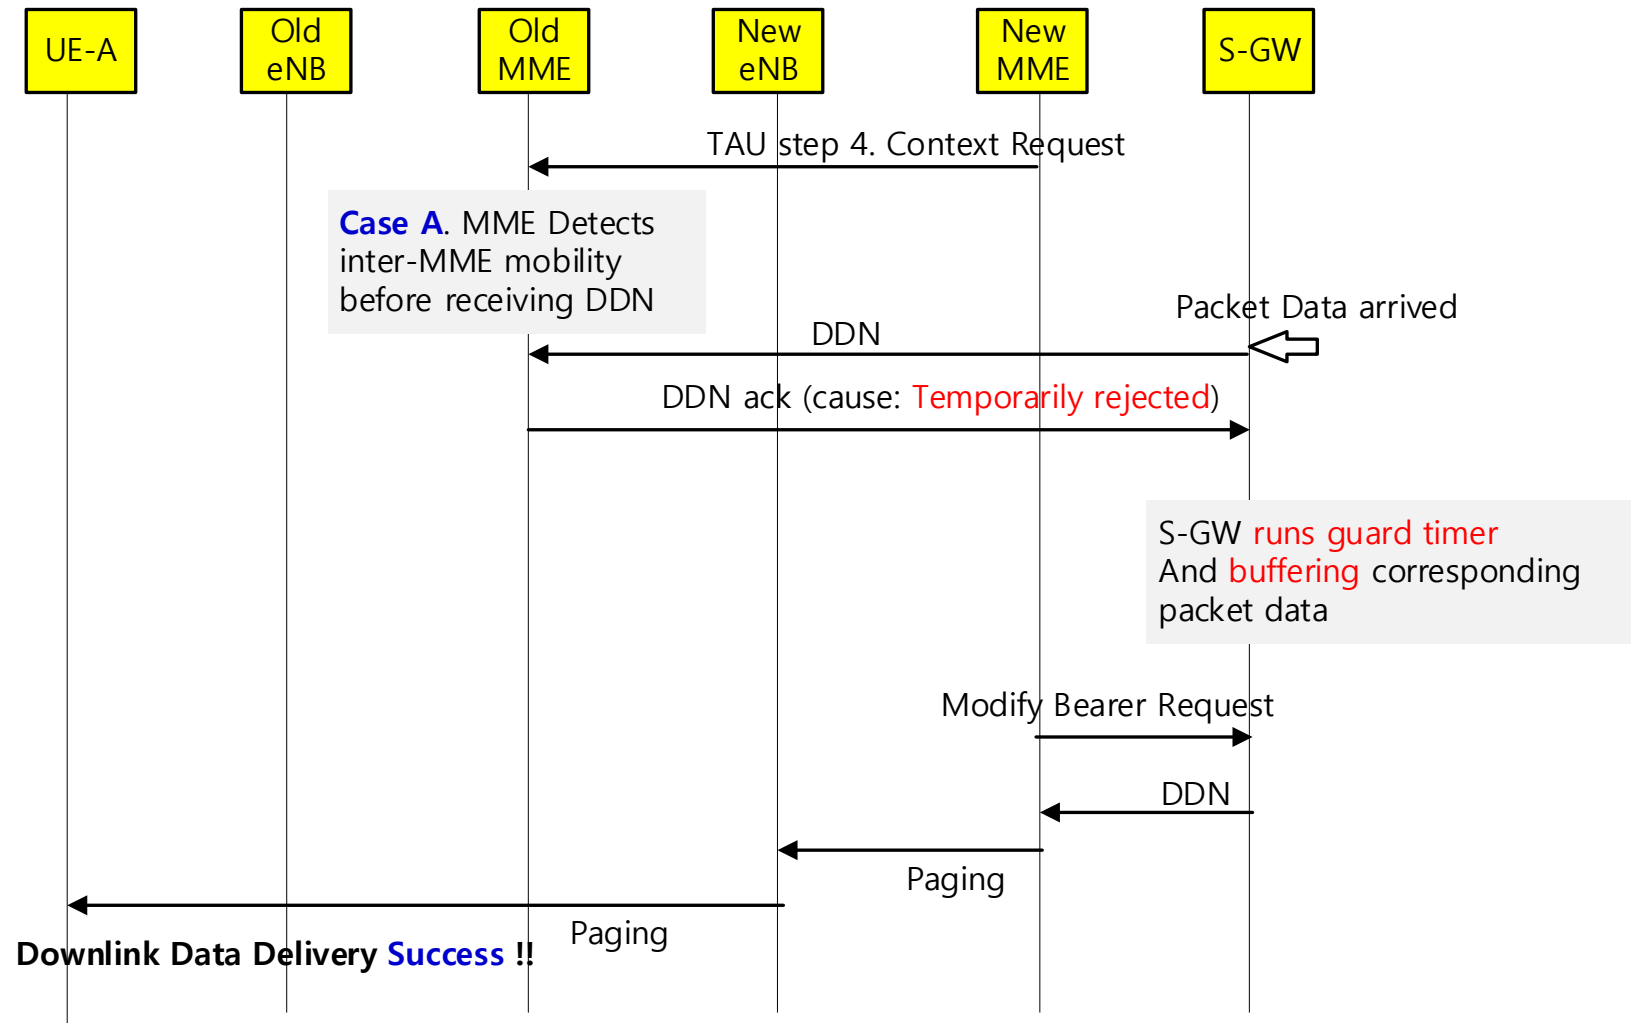 UE-A
Old
eNB
Old
MME
New
eNB
New
MME
S-GW
TAU step 4. Context Request
Case A. MME Detects
inter-MME mobility
before receiving DDN
Packet Data arrived
DDN
DDN ack (cause: Temporarily rejected)
S-GW runs guard timer
And buffering corresponding
packet data
Modify Bearer Request
DDN
Paging
Paging
Downlink Data Delivery Success !!